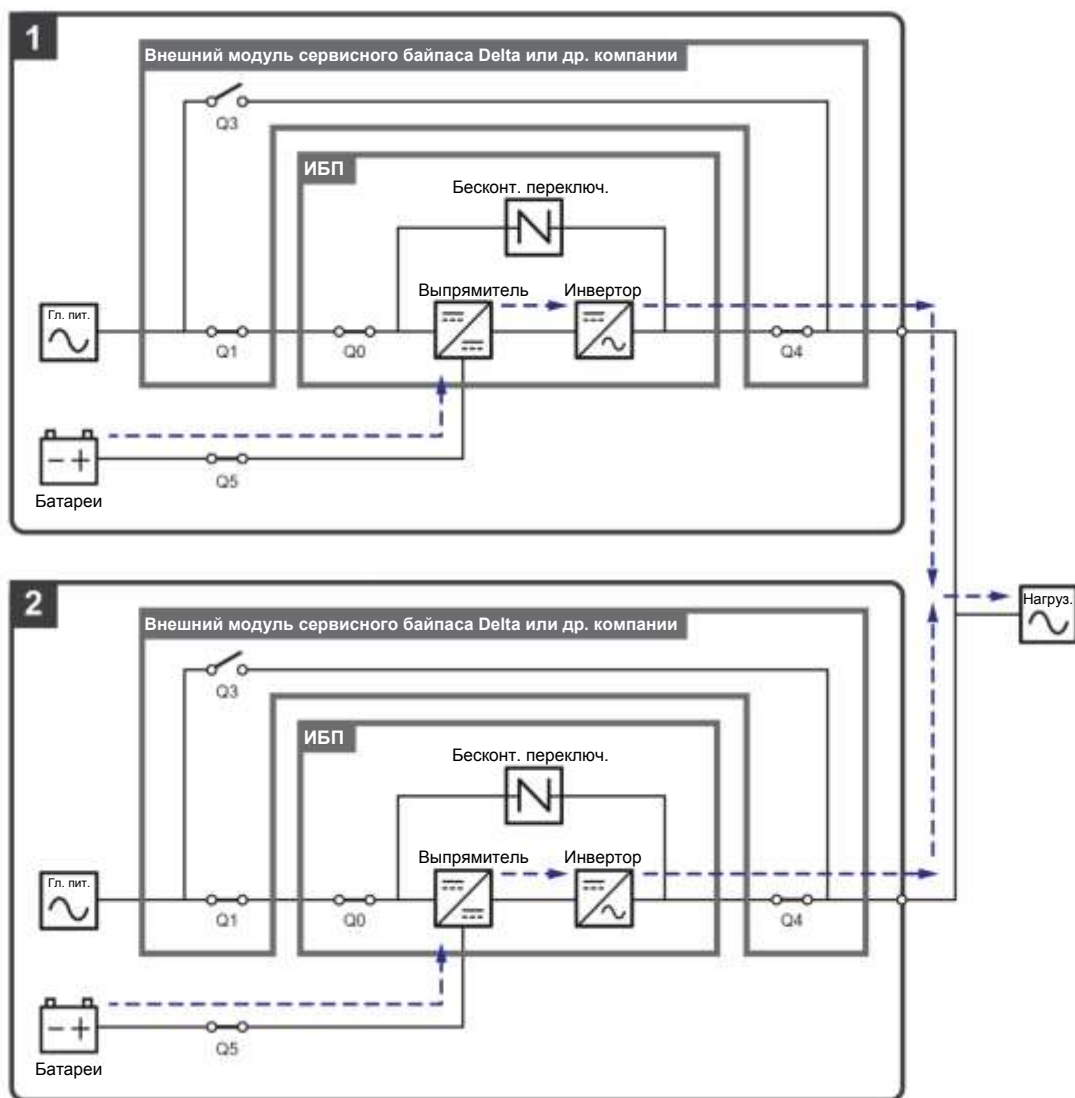 1
Внешний модуль сервисного байпаса Delta или др. компании
Q3
ИБП
Бесконт. переключ.
Выпрямитель
Инвертор
Гл. пит.
Q1
Q0
Q4
Q5
Батареи
2
Внешний модуль сервисного байпаса Delta или др. компании
Нагруз.
Q3
ИБП
Бесконт. переключ.
Выпрямитель
Инвертор
Гл. пит.
Q1
Q0
Q4
Q5
Батареи